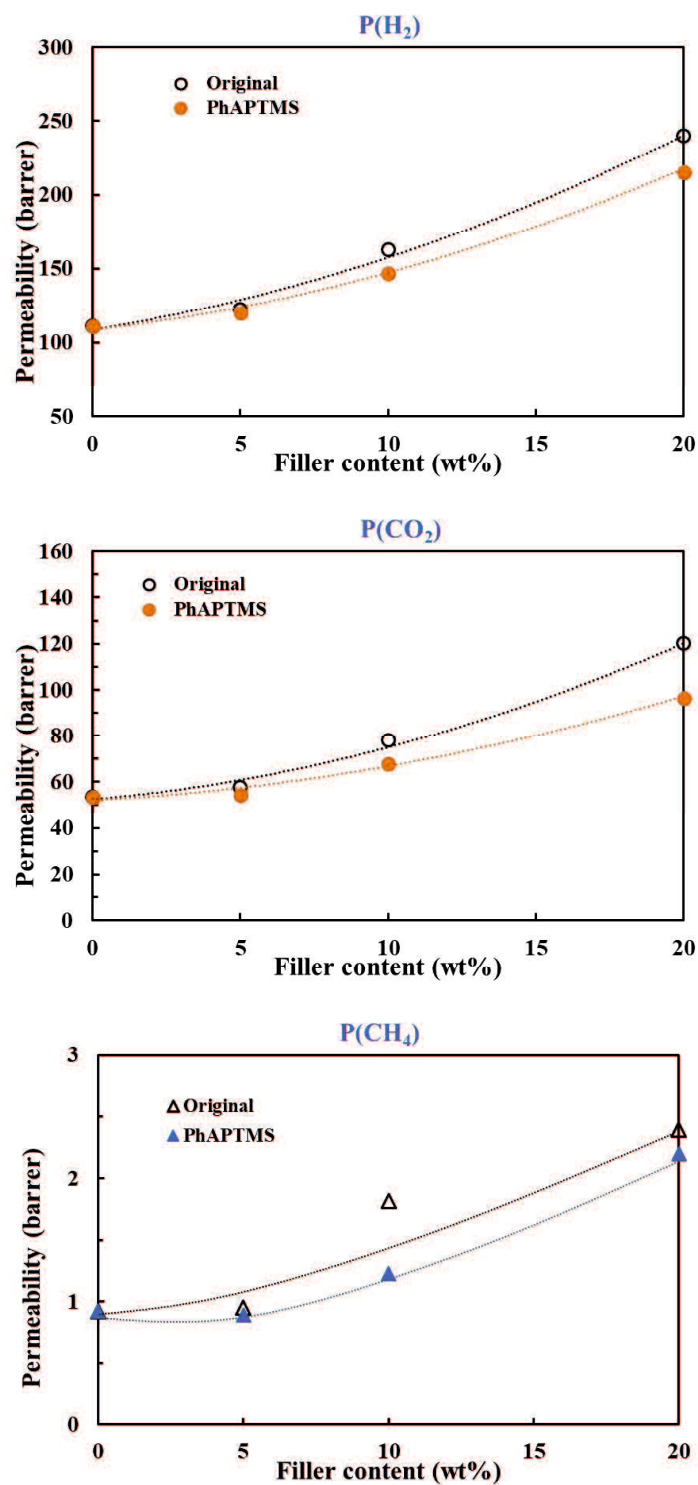 P(H₂)
300
Original
PhAPTMS
250
200
150
100
50
Permeability (barrer)
0 5 10 15 20
Filler content (wt%)
P(CO₂)
160
Original
140
PhAPTMS
120
100
80
60
40
20
0
Permeability (barrer)
0 5 10 15 20
Filler content (wt%)
P(CH₄)
3
Original
PhAPTMS
2
1
0
Permeability (barrer)
0 5 10 15 20
Filler content (wt%)